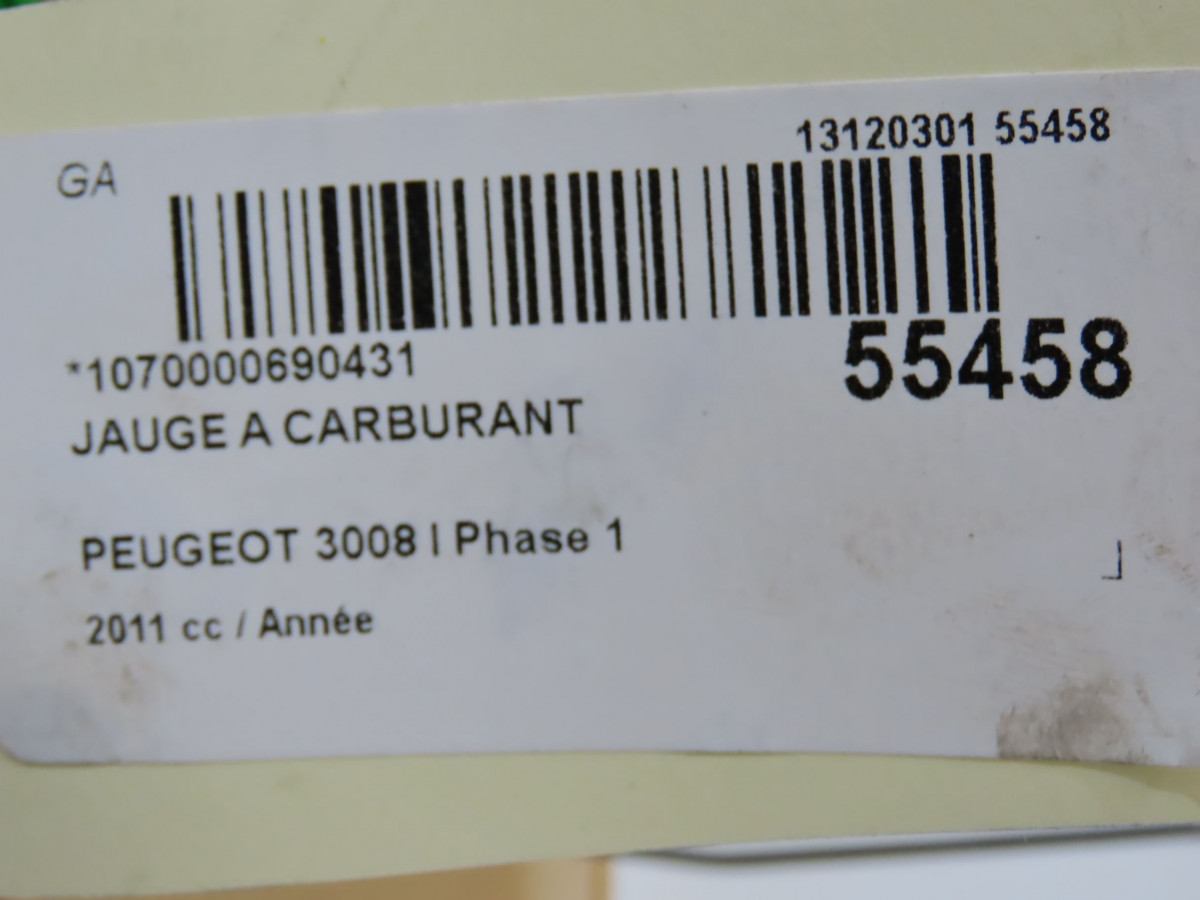 13120301 55458
GA
*1070000690431
55458
JAUGE A CARBURANT
PEUGEOT 3008 I Phase 1
2011 cc / Année